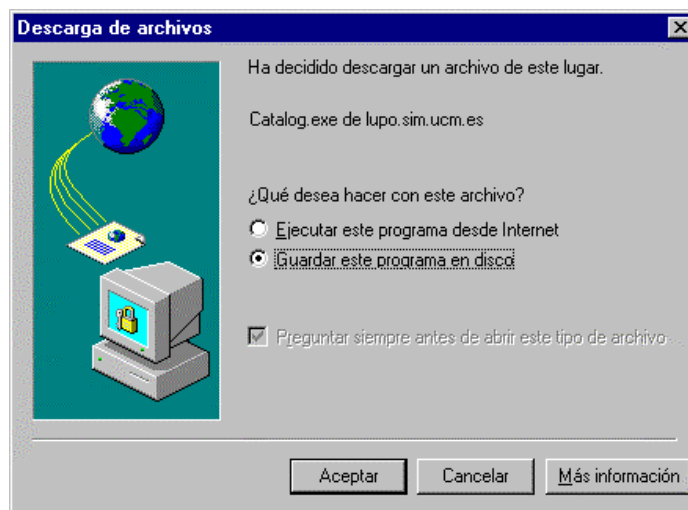 Descarga de archivos
Ha decidido descargar un archivo de este lugar.
Catalog.exe de lupo.sim.ucm.es
¿Qué desea hacer con este archivo?
Ejecutar este programa desde Internet
Guardar este programa en disco
Preguntar siempre antes de abrir este tipo de archivo
Aceptar Cancelar Más información